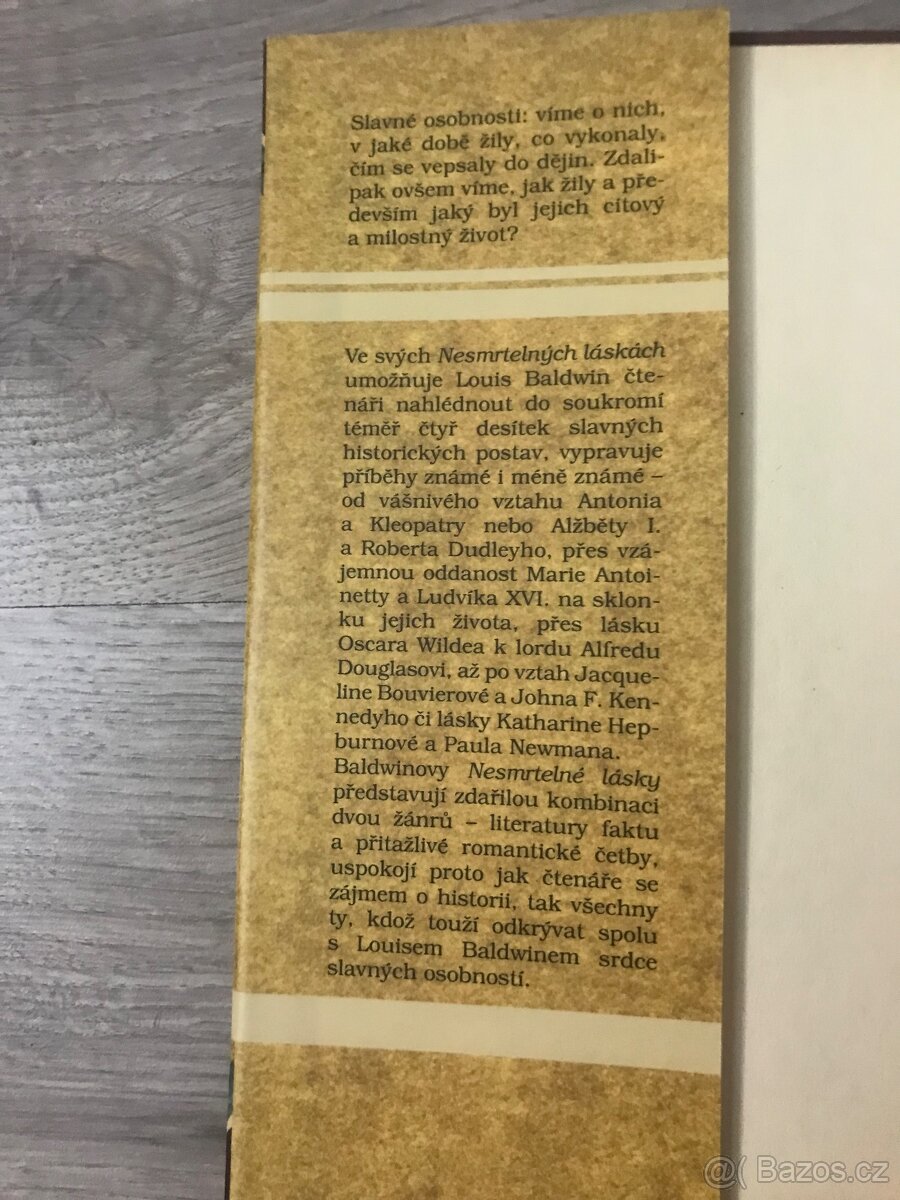 Slavné osobnosti: víme o nich,
v jaké době žily, co vykonaly,
čím se vepsaly do dějin. Zdali-
pak ovšem víme, jak žily a pře-
devším jaký byl jejich citový
a milostný život?
Ve svých Nesmrtelných láskách
umožňuje Louis Baldwin čte-
náři nahlédnout do soukromí
téměř čtyř desítek slavných
historických postav, vypravuje
příběhy známé i méně známé –
od vášnivého vztahu Antonia
a Kleopatry nebo Alžběty I.
a Roberta Dudleyho, přes vzá-
jemnou oddanost Marie Antoi-
netty a Ludvíka XVI. na sklon-
ku jejich života, přes lásku
Oscara Wildea k lordu Alfredu
Douglasovi, až po vztah Jacque-
line Bouvierové a Johna F. Ken-
nedyho či lásky Katharine Hep-
burnové a Paula Newmana.
Baldwinovy Nesmrtelné lásky
představují zdařilou kombinaci
dvou žánrů – literatury faktu
a přitažlivé romantické četby,
uspokojí proto jak čtenáře se
zájmem o historii, tak všechny
ty, kdož touží odkrývat spolu
s Louisem Baldwinem srdce
slavných osobností.
@( Bazos.cz